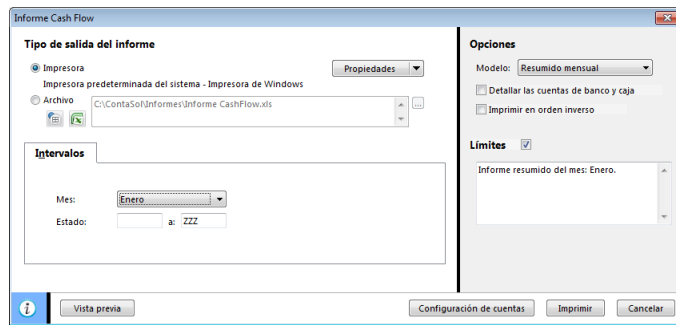 Informe Cash Flow
Tipo de salida del informe
Impresora
Propiedades
Impresora predeterminada del sistema - Impresora de Windows
Archivo
C:\ContaSol\Informes\Informe CashFlow.xls
...
Intervalos
Mes: Enero
Estado: a: ZZZ
Opciones
Modelo: Resumido mensual
Detallar las cuentas de banco y caja
Imprimir en orden inverso
Límites
Informe resumido del mes: Enero.
Vista previa
Configuración de cuentas
Imprimir
Cancelar